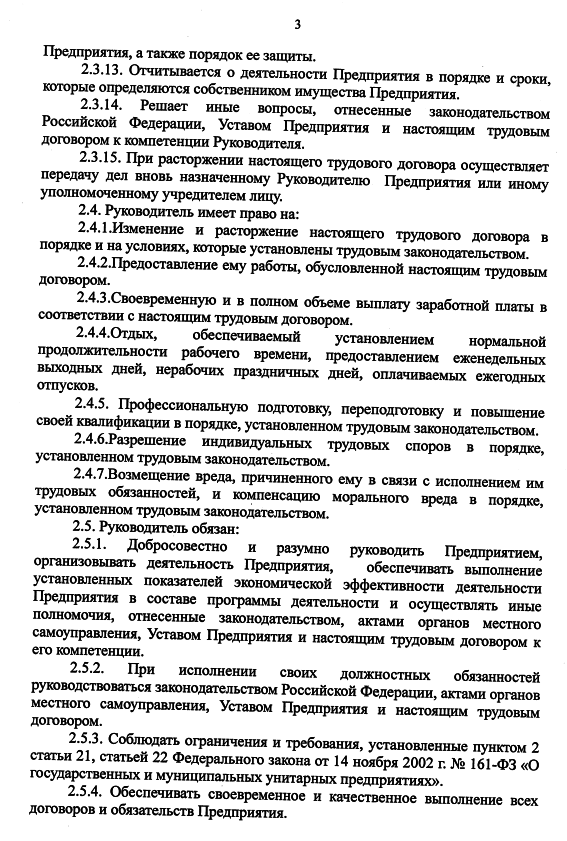 3
Предприятия, а также порядок ее защиты.
2.3.13. Отчитывается о деятельности Предприятия в порядке и сроки,
которые определяются собственником имущества Предприятия.
2.3.14. Решает иные вопросы, отнесенные законодательством
Российской Федерации, Уставом Предприятия и настоящим трудовым
договором к компетенции Руководителя.
2.3.15. При расторжении настоящего трудового договора осуществляет
передачу дел вновь назначенному Руководителю Предприятия или иному
уполномоченному учредителем лицу.
2.4. Руководитель имеет право на:
2.4.1.Изменение и расторжение настоящего трудового договора в
порядке и на условиях, которые установлены трудовым законодательством.
2.4.2.Предоставление ему работы, обусловленной настоящим трудовым
договором.
2.4.3.Своевременную и в полном объеме выплату заработной платы в
соответствии с настоящим трудовым договором.
2.4.4.Отдых, обеспечиваемый установлением нормальной
продолжительности рабочего времени, предоставлением еженедельных
выходных дней, нерабочих праздничных дней, оплачиваемых ежегодных
отпусков.
2.4.5. Профессиональную подготовку, переподготовку и повышение
своей квалификации в порядке, установленном трудовым законодательством.
2.4.6.Разрешение индивидуальных трудовых споров в порядке,
установленном трудовым законодательством.
2.4.7.Возмещение вреда, причиненного ему в связи с исполнением им
трудовых обязанностей, и компенсацию морального вреда в порядке,
установленном трудовым законодательством.
2.5. Руководитель обязан:
2.5.1. Добросовестно и разумно руководить Предприятием,
организовывать деятельность Предприятия, обеспечивать выполнение
установленных показателей экономической эффективности деятельности
Предприятия в составе программы деятельности и осуществлять иные
полномочия, отнесенные законодательством, актами органов местного
самоуправления, Уставом Предприятия и настоящим трудовым договором к
его компетенции.
2.5.2. При исполнении своих должностных обязанностей
руководствоваться законодательством Российской Федерации, актами органов
местного самоуправления, Уставом Предприятия и настоящим трудовым
договором.
2.5.3. Соблюдать ограничения и требования, установленные пунктом 2
статьи 21, статьей 22 Федерального закона от 14 ноября 2002 г. № 161-ФЗ «О
государственных и муниципальных унитарных предприятиях».
2.5.4. Обеспечивать своевременное и качественное выполнение всех
договоров и обязательств Предприятия.